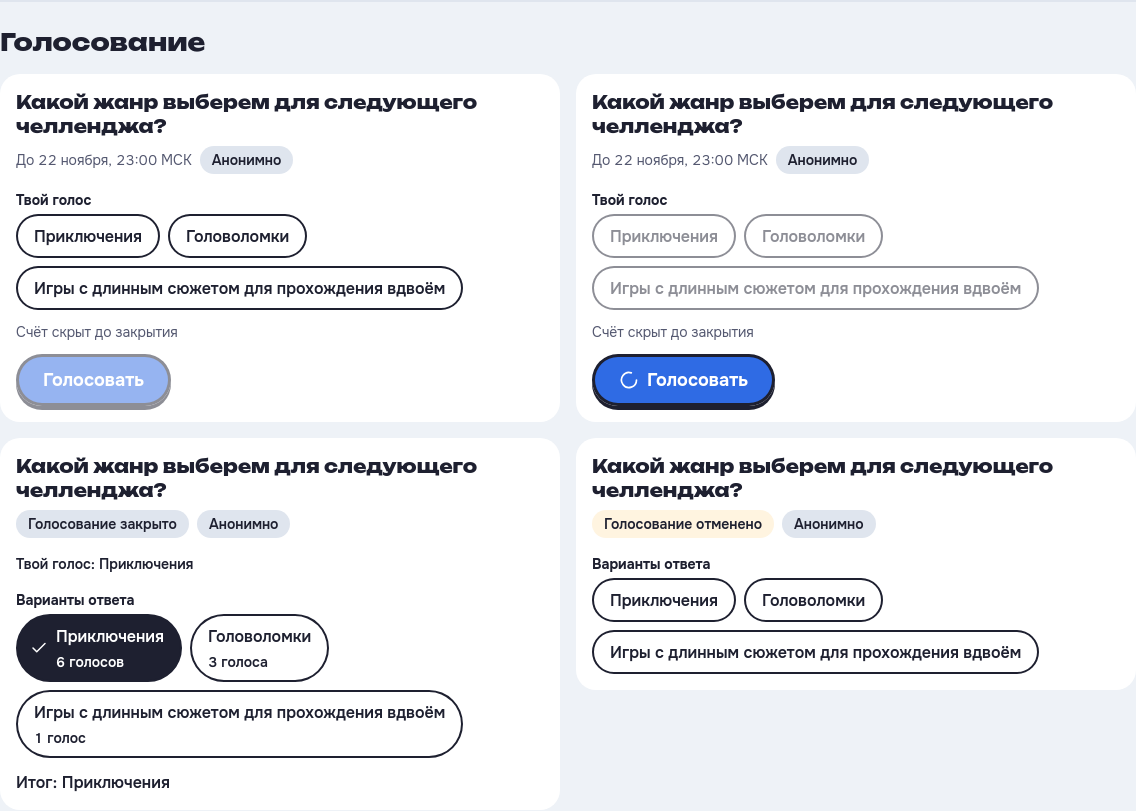 Голосование
Какой жанр выберем для следующего
челленджа?
До 22 ноября, 23:00 МСК Анонимно
Твой голос
Приключения Головоломки
Игры с длинным сюжетом для прохождения вдвоём
Счёт скрыт до закрытия
Голосовать
Какой жанр выберем для следующего
челленджа?
До 22 ноября, 23:00 МСК Анонимно
Твой голос
Приключения Головоломки
Игры с длинным сюжетом для прохождения вдвоём
Счёт скрыт до закрытия
Голосовать
Какой жанр выберем для следующего
челленджа?
Голосование закрыто Анонимно
Твой голос: Приключения
Варианты ответа
Приключения Головоломки
6 голосов 3 голоса
Игры с длинным сюжетом для прохождения вдвоём
1 голос
Итог: Приключения
Какой жанр выберем для следующего
челленджа?
Голосование отменено Анонимно
Варианты ответа
Приключения Головоломки
Игры с длинным сюжетом для прохождения вдвоём